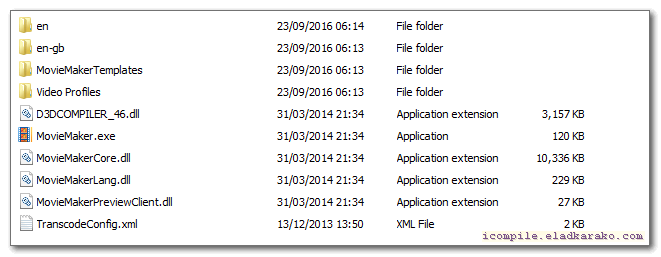 en 23/09/2016 06:14 File folder
en-gb 23/09/2016 06:13 File folder
MovieMakerTemplates 23/09/2016 06:13 File folder
Video Profiles 23/09/2016 06:13 File folder
D3DCOMPILER_46.dll 31/03/2014 21:34 Application extension 3,157 KB
MovieMaker.exe 31/03/2014 21:34 Application 120 KB
MovieMakerCore.dll 31/03/2014 21:34 Application extension 10,336 KB
MovieMakerLang.dll 31/03/2014 21:34 Application extension 229 KB
MovieMakerPreviewClient.dll 31/03/2014 21:34 Application extension 27 KB
TranscodeConfig.xml 13/12/2013 13:50 XML File 2 KB
icompile.eladkarako.com